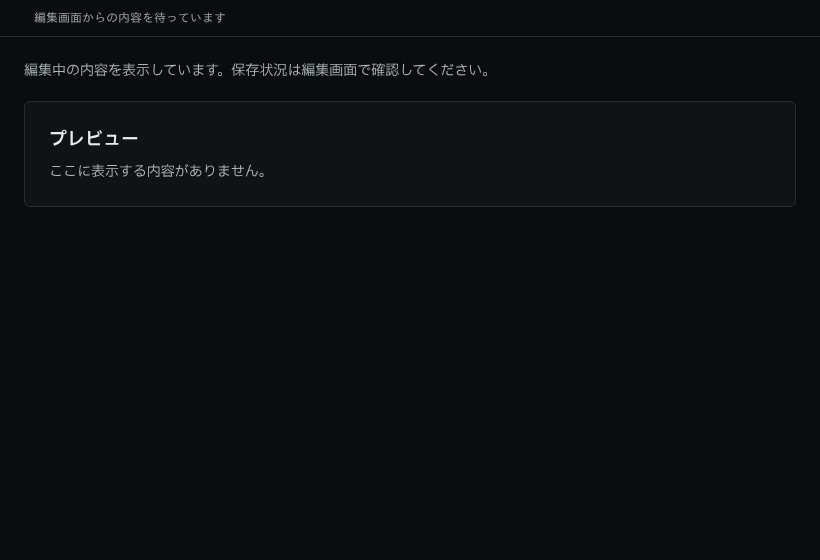 編集画面からの内容を待っています
編集中の内容を表示しています。保存状況は編集画面で確認してください。
プレビュー
ここに表示する内容がありません。